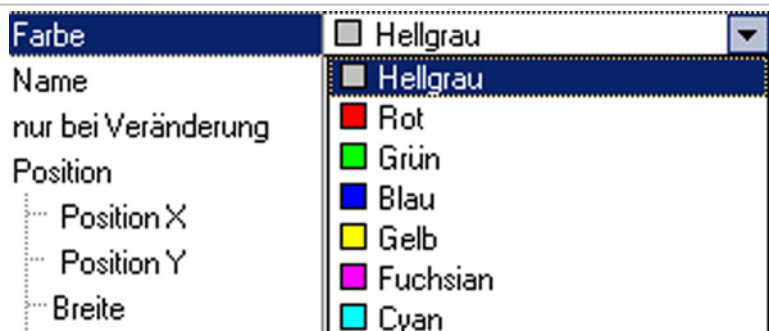 Farbe Hellgrau
Name Hellgrau
nur bei Veränderung Rot
Position Grün
Position X Blau
Position Y Gelb
Breite Fuchsian
Cyan